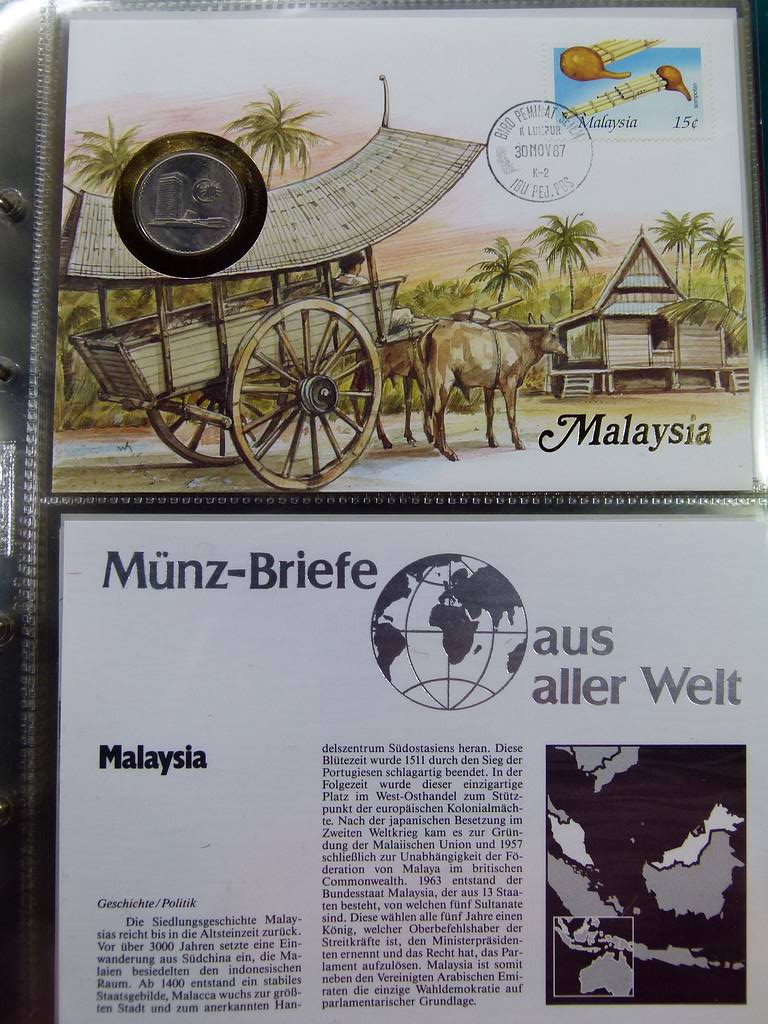 sompoton
Malaysia 15¢
BIRO PEMINAT SETEM
K LUMPUR
30NOV87
K-2
IBU PEJ. POS
Malaysia
Münz-Briefe
aus
aller Welt
Malaysia
Geschichte/Politik
Die Siedlungsgeschichte Malay-
sias reicht bis in die Altsteinzeit zurück.
Vor über 3000 Jahren setzte eine Ein-
wanderung aus Südchina ein, die Ma-
laien besiedelten den indonesischen
Raum. Ab 1400 entstand ein stabiles
Staatsgebilde, Malacca wuchs zur größ-
ten Stadt und zum anerkannten Han-
delszentrum Südostasiens heran. Diese
Blütezeit wurde 1511 durch den Sieg der
Portugiesen schlagartig beendet. In der
Folgezeit wurde dieser einzigartige
Platz im West-Osthandel zum Stütz-
punkt der europäischen Kolonialmäch-
te. Nach der japanischen Besetzung im
Zweiten Weltkrieg kam es zur Grün-
dung der Malaiischen Union und 1957
schließlich zur Unabhängigkeit der Fö-
deration von Malaya im britischen
Commonwealth. 1963 entstand der
Bundesstaat Malaysia, der aus 13 Staa-
ten besteht, von welchen fünf Sultanate
sind. Diese wählen alle fünf Jahre einen
König, welcher Oberbefehlshaber der
Streitkräfte ist, den Ministerpräsiden-
ten ernennt und das Recht hat, das Par-
lament aufzulösen. Malaysia ist somit
neben den Vereinigten Arabischen Emi-
raten die einzige Wahldemokratie auf
parlamentarischer Grundlage.